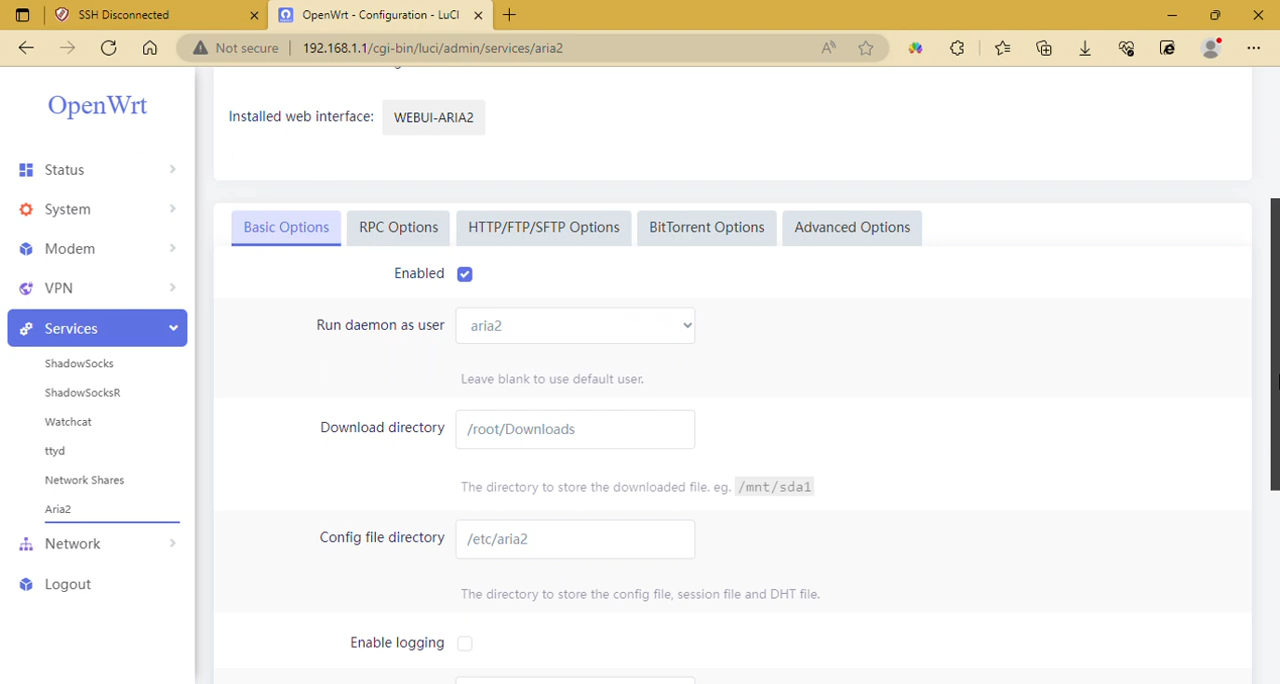 SSH Disconnected
OpenWrt - Configuration - LuCI
Not secure
192.168.1.1/cgi-bin/luci/admin/services/aria2
OpenWrt
Status
System
Modem
VPN
Services
ShadowSocks
ShadowSocksR
Watchcat
ttyd
Network Shares
Aria2
Network
Logout
Installed web interface: WEBUI-ARIA2
Basic Options RPC Options HTTP/FTP/SFTP Options BitTorrent Options Advanced Options
Enabled
Run daemon as user aria2
Leave blank to use default user.
Download directory /root/Downloads
The directory to store the downloaded file. eg. /mnt/sda1
Config file directory /etc/aria2
The directory to store the config file, session file and DHT file.
Enable logging